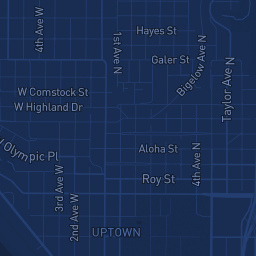 4th Ave W
1st Ave N
Hayes St
Galer St
Bigelow Ave N
Taylor Ave N
W Comstock St
W Highland Dr
Olympic Pl
Aloha St
4th Ave N
3rd Ave W
Roy St
2nd Ave W
UPTOWN